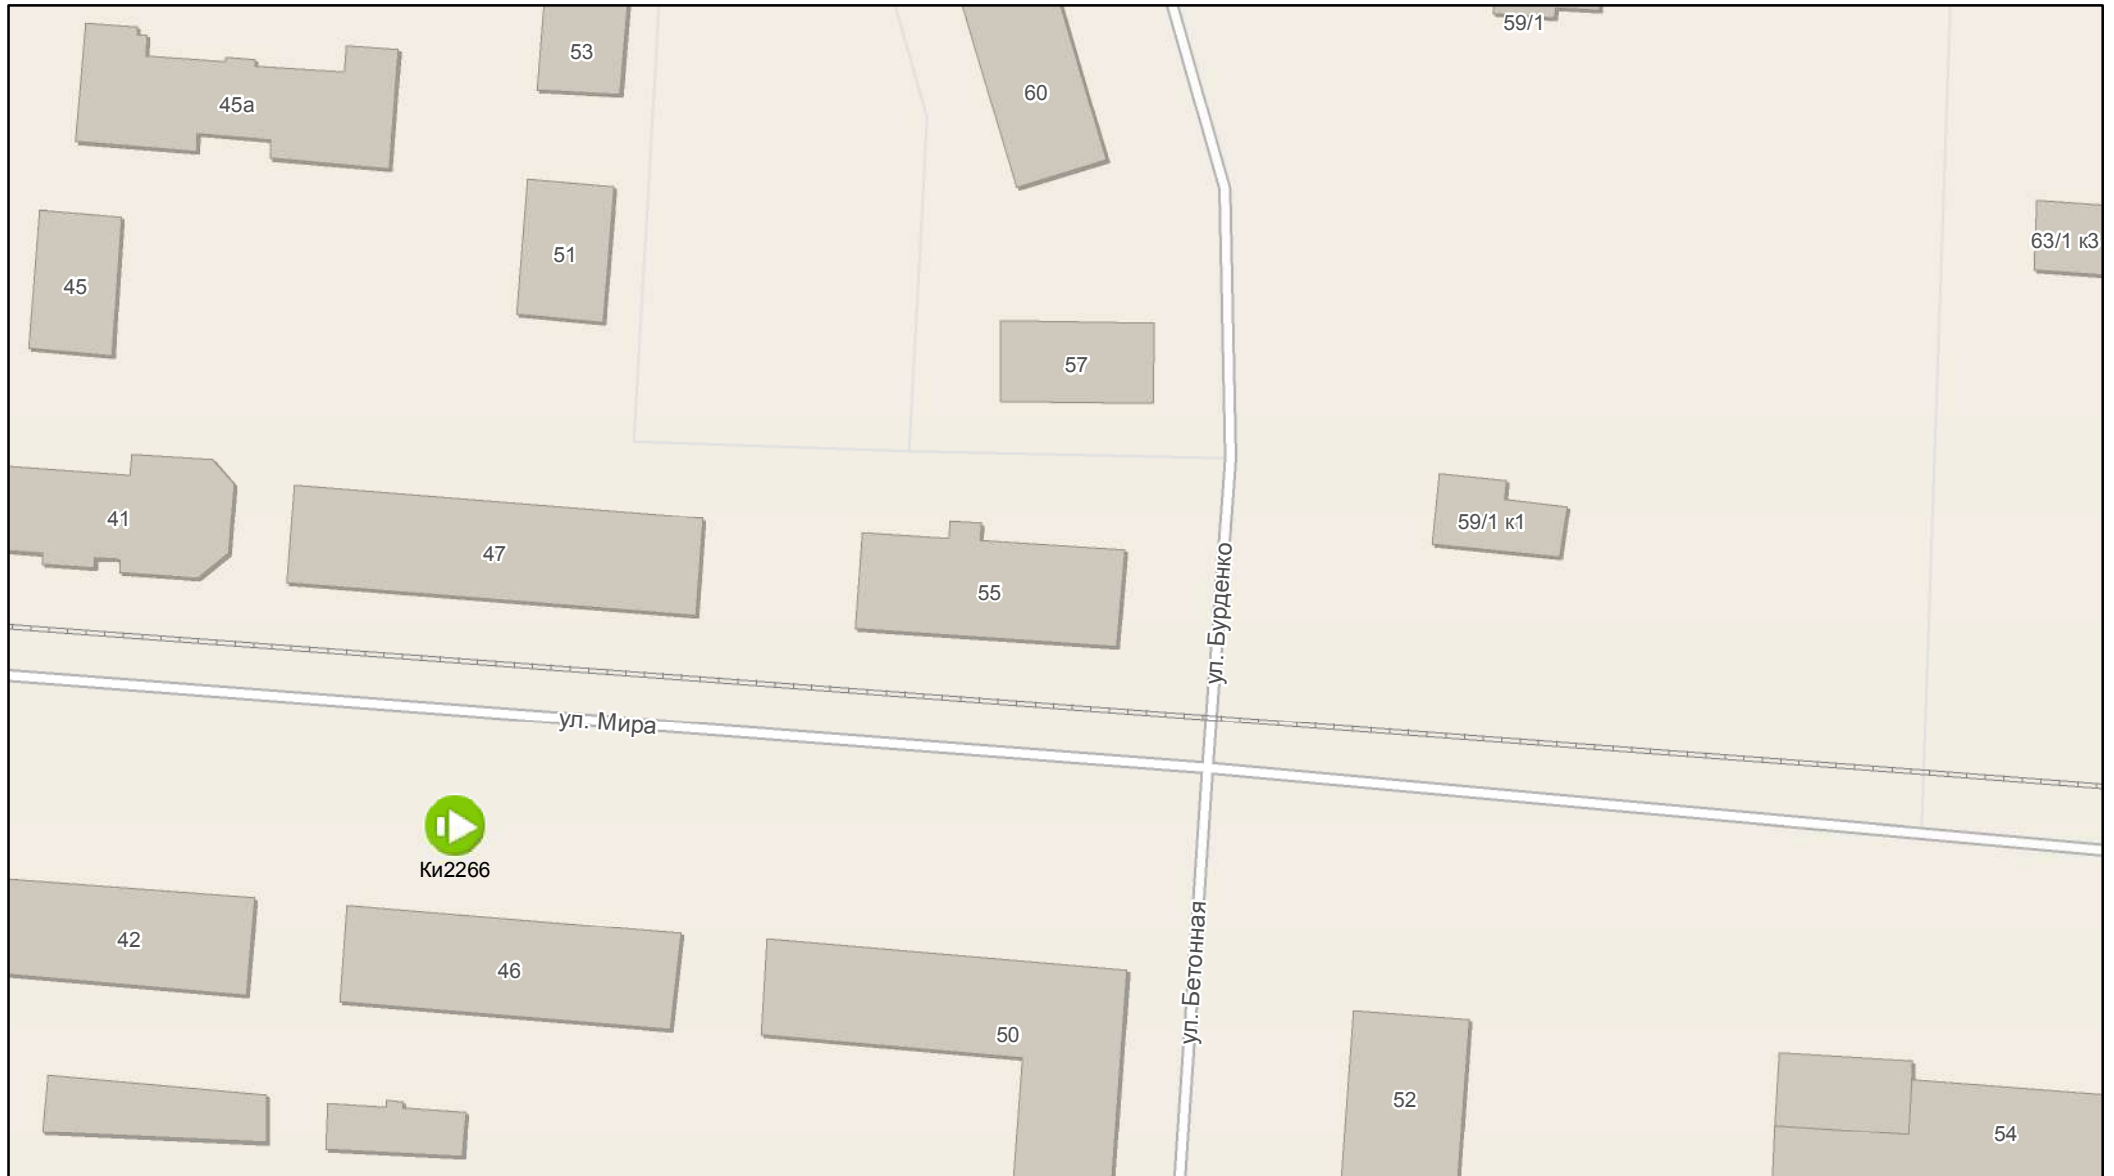 59/1
53
60
45а
63/1 к3
51
45
57
41
59/1 к1
47
55
ул. Бурденко
ул. Мира
Ки2266
42
46
ул. Бетонная
50
52
54